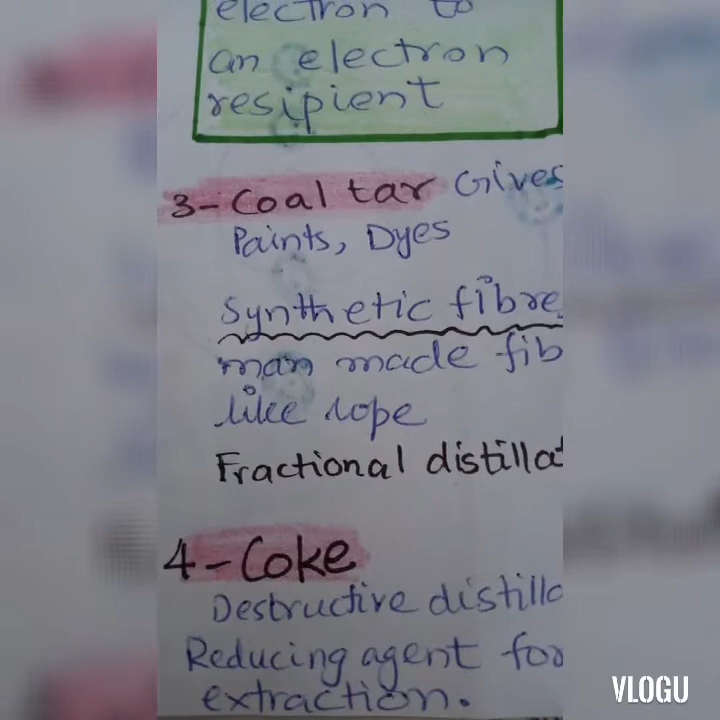 electron to
an electron
resipient
3-Coal tar Gives
Paints, Dyes
Synthetic fibre
man made fib
like rope
Fractional distillat
4-Coke
Destructive distilla
Reducing agent for
extraction.
VLOGU